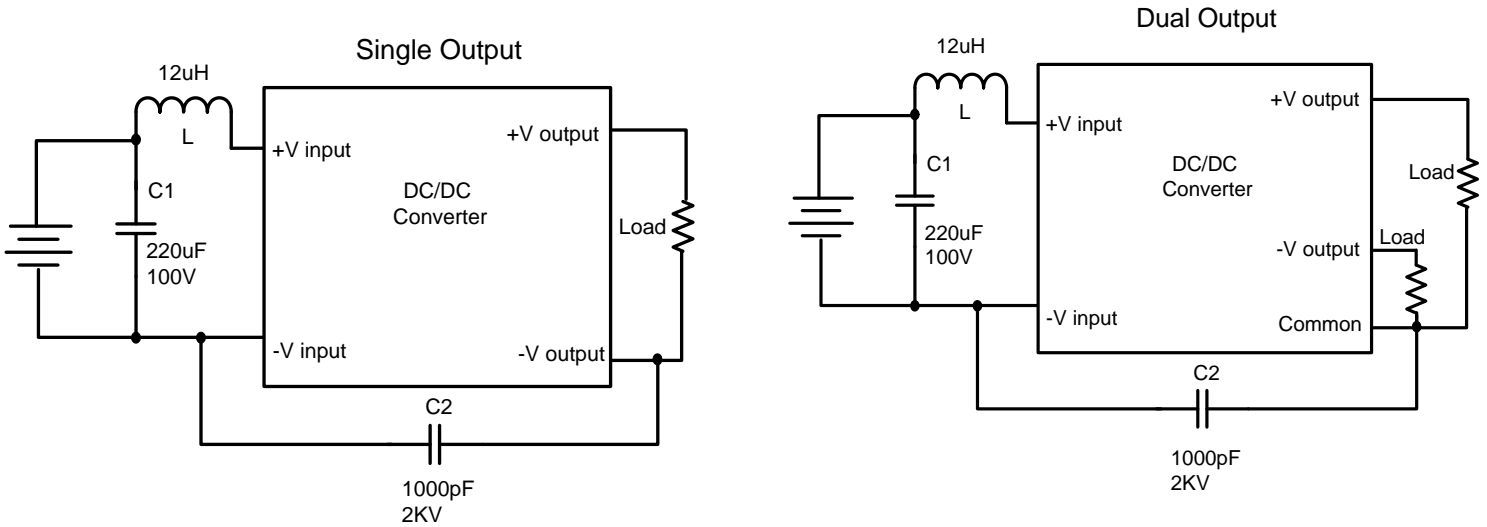 Single Output
12uH
L
+V input
C1
220uF
100V
-V input
DC/DC
Converter
+V output
Load
-V output
C2
1000pF
2KV
Dual Output
12uH
L
+V input
C1
220uF
100V
-V input
DC/DC
Converter
+V output
Load
-V output
Load
Common
C2
1000pF
2KV